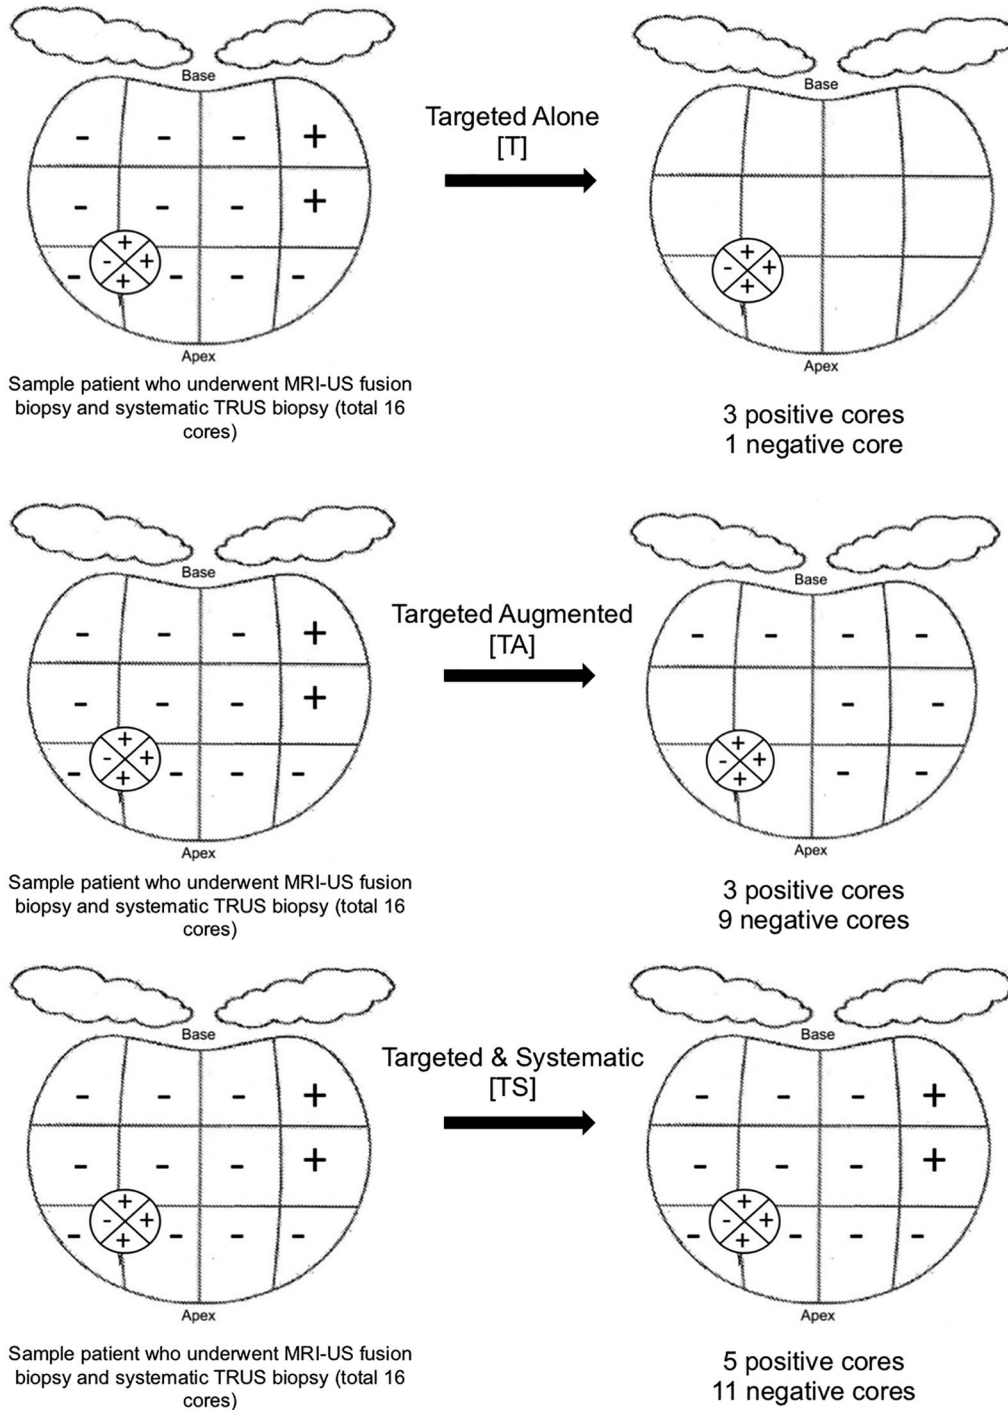 Base
- - - +
- - - +
+
- +
+
- - - -
Apex
Sample patient who underwent MRI-US fusion
biopsy and systematic TRUS biopsy (total 16
cores)
Targeted Alone
[T]
Base
+
- +
+
3 positive cores
1 negative core
Base
- - - +
- - - +
+
- +
+
- - - -
Apex
Sample patient who underwent MRI-US fusion
biopsy and systematic TRUS biopsy (total 16
cores)
Targeted Augmented
[TA]
Base
- - - -
- -
+
- +
+
- -
Apex
3 positive cores
9 negative cores
Base
- - - +
- - - +
+
- +
+
- - - -
Apex
Sample patient who underwent MRI-US fusion
biopsy and systematic TRUS biopsy (total 16
cores)
Targeted & Systematic
[TS]
Base
- - - +
- - - +
+
- +
+
- - - -
Apex
5 positive cores
11 negative cores